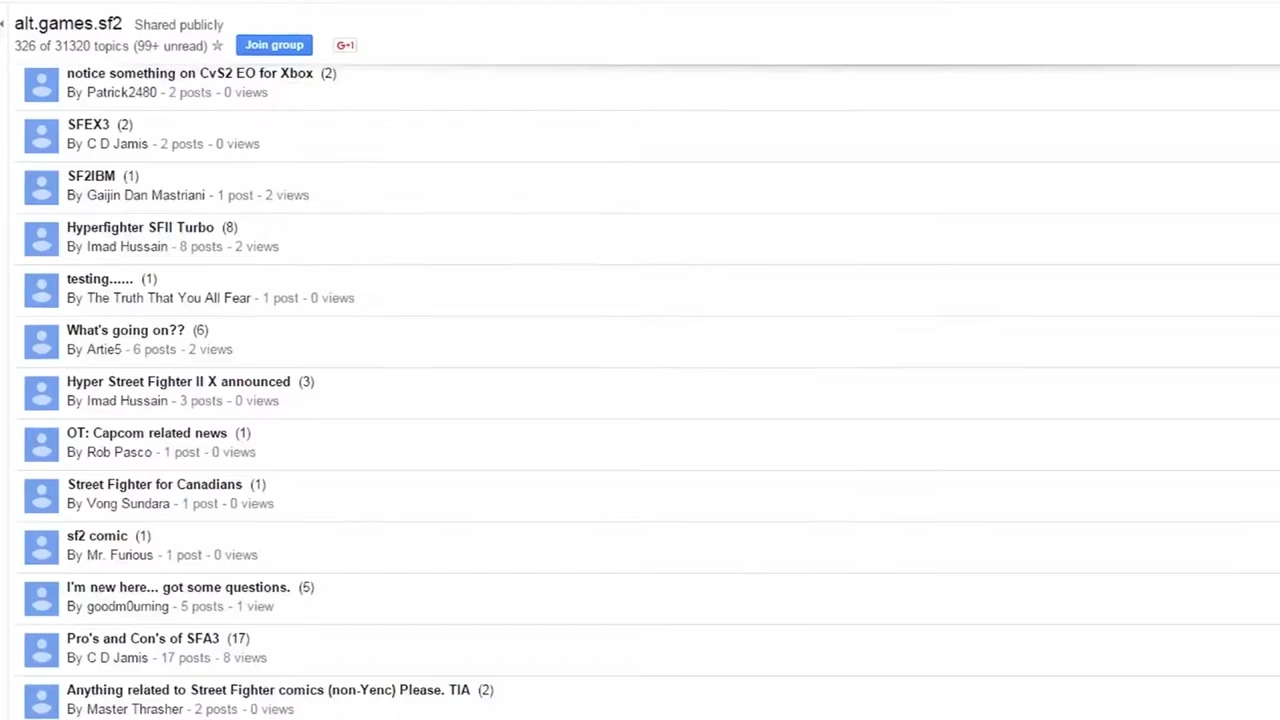 alt.games.sf2 Shared publicly
326 of 31320 topics (99+ unread) ☆ Join group G+1
notice something on CvS2 EO for Xbox (2)
By Patrick2480 - 2 posts - 0 views
SFEX3 (2)
By C D Jamis - 2 posts - 0 views
SF2IBM (1)
By Gaijin Dan Mastriani - 1 post - 2 views
Hyperfighter SFII Turbo (8)
By Imad Hussain - 8 posts - 2 views
testing...... (1)
By The Truth That You All Fear - 1 post - 0 views
What's going on?? (6)
By Artie5 - 6 posts - 2 views
Hyper Street Fighter II X announced (3)
By Imad Hussain - 3 posts - 0 views
OT: Capcom related news (1)
By Rob Pasco - 1 post - 0 views
Street Fighter for Canadians (1)
By Vong Sundara - 1 post - 0 views
sf2 comic (1)
By Mr. Furious - 1 post - 0 views
I'm new here... got some questions. (5)
By goodm0urning - 5 posts - 1 view
Pro's and Con's of SFA3 (17)
By C D Jamis - 17 posts - 8 views
Anything related to Street Fighter comics (non-Yenc) Please. TIA (2)
By Master Thrasher - 2 posts - 0 views